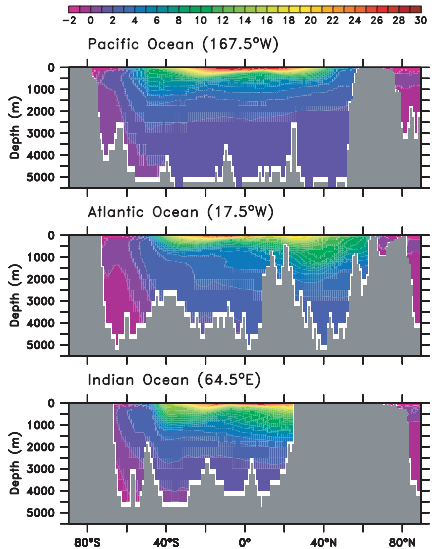 −2 0 2 4 6 8 10 12 14 16 18 20 22 24 26 28 30
Pacific Ocean (167.5°W)
0
1000
2000
3000
4000
5000
Depth (m)
Atlantic Ocean (17.5°W)
0
1000
2000
3000
4000
5000
Depth (m)
Indian Ocean (64.5°E)
0
1000
2000
3000
4000
5000
Depth (m)
80°S 40°S 0° 40°N 80°N